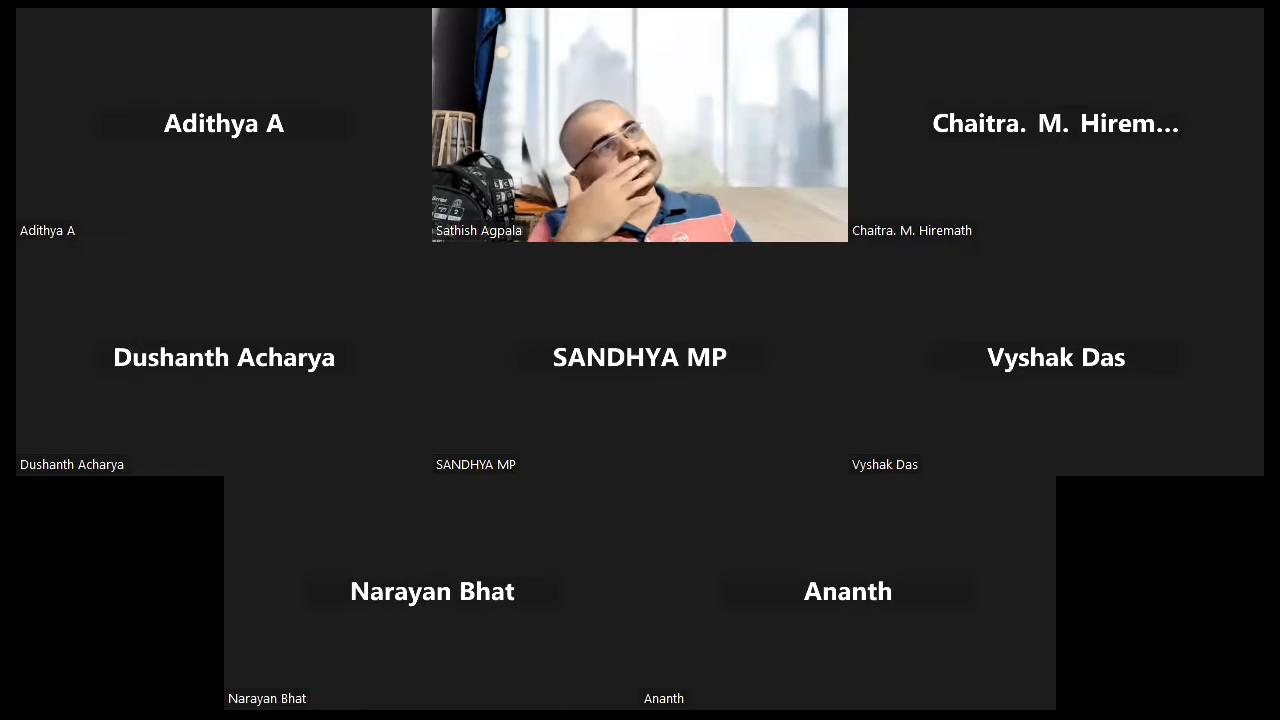 Adithya A
Adithya A
Sathish Agpala
Chaitra. M. Hirem...
Chaitra. M. Hiremath
Dushanth Acharya
Dushanth Acharya
SANDHYA MP
SANDHYA MP
Vyshak Das
Vyshak Das
Narayan Bhat
Narayan Bhat
Ananth
Ananth